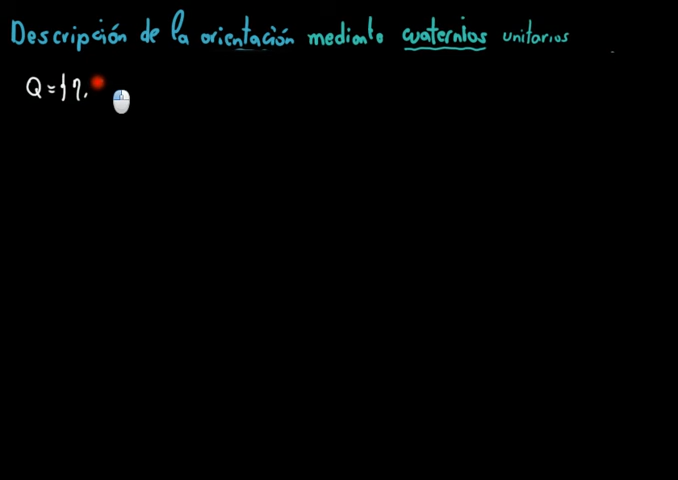 Descripción de la orientación mediante cuaternios unitarios
Q = { η,